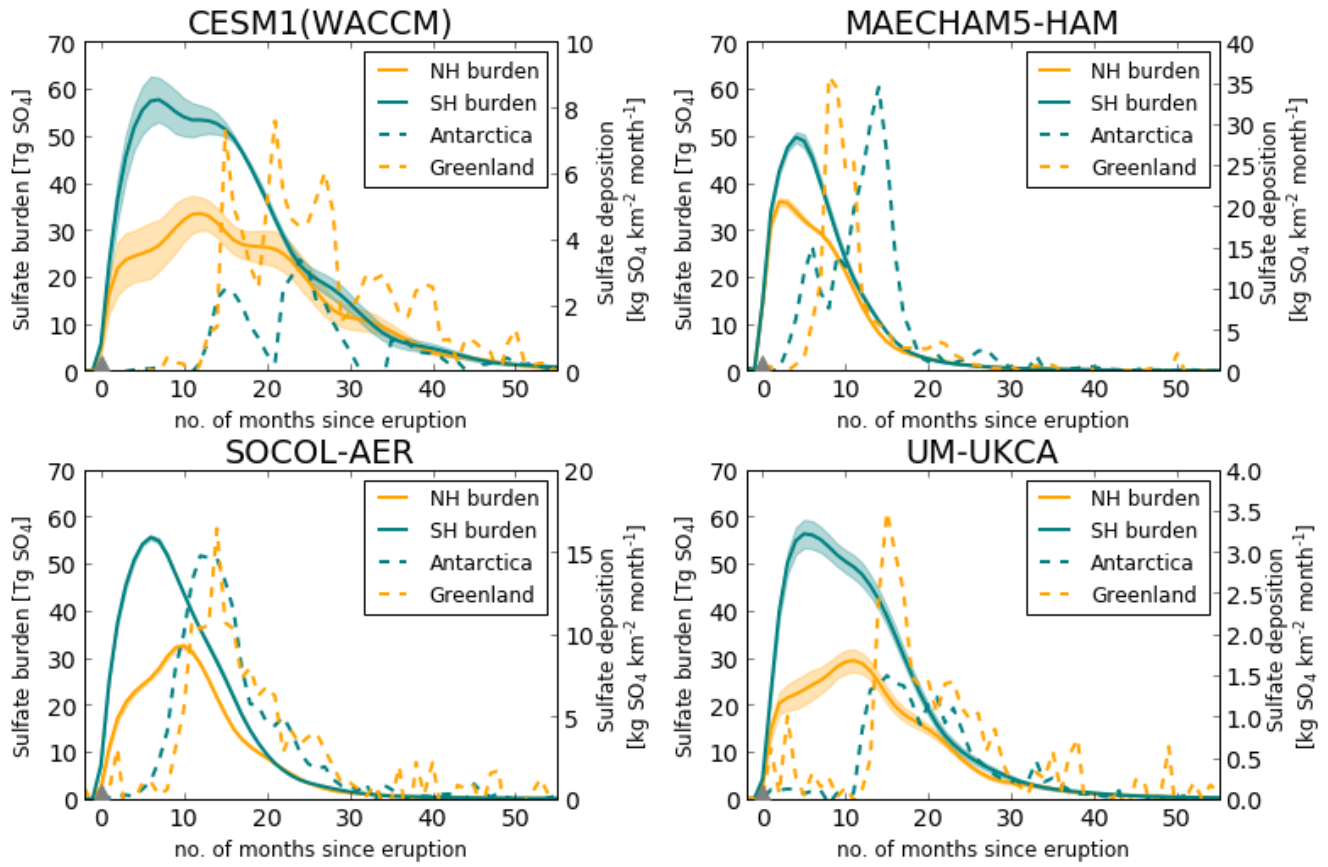 CESM1(WACCM)
70
60
50
40
30
20
10
0
Sulfate burden [Tg SO₄]
NH burden
SH burden
Antarctica
Greenland
10
8
6
4
2
0
Sulfate deposition
[kg SO₄ km⁻² month⁻¹]
0 10 20 30 40 50
no. of months since eruption
MAECHAM5-HAM
70
60
50
40
30
20
10
0
Sulfate burden [Tg SO₄]
NH burden
SH burden
Antarctica
Greenland
40
35
30
25
20
15
10
5
0
Sulfate deposition
[kg SO₄ km⁻² month⁻¹]
0 10 20 30 40 50
no. of months since eruption
SOCOL-AER
70
60
50
40
30
20
10
0
Sulfate burden [Tg SO₄]
NH burden
SH burden
Antarctica
Greenland
20
15
10
5
0
Sulfate deposition
[kg SO₄ km⁻² month⁻¹]
0 10 20 30 40 50
no. of months since eruption
UM-UKCA
70
60
50
40
30
20
10
0
Sulfate burden [Tg SO₄]
NH burden
SH burden
Antarctica
Greenland
4.0
3.5
3.0
2.5
2.0
1.5
1.0
0.5
0.0
Sulfate deposition
[kg SO₄ km⁻² month⁻¹]
0 10 20 30 40 50
no. of months since eruption